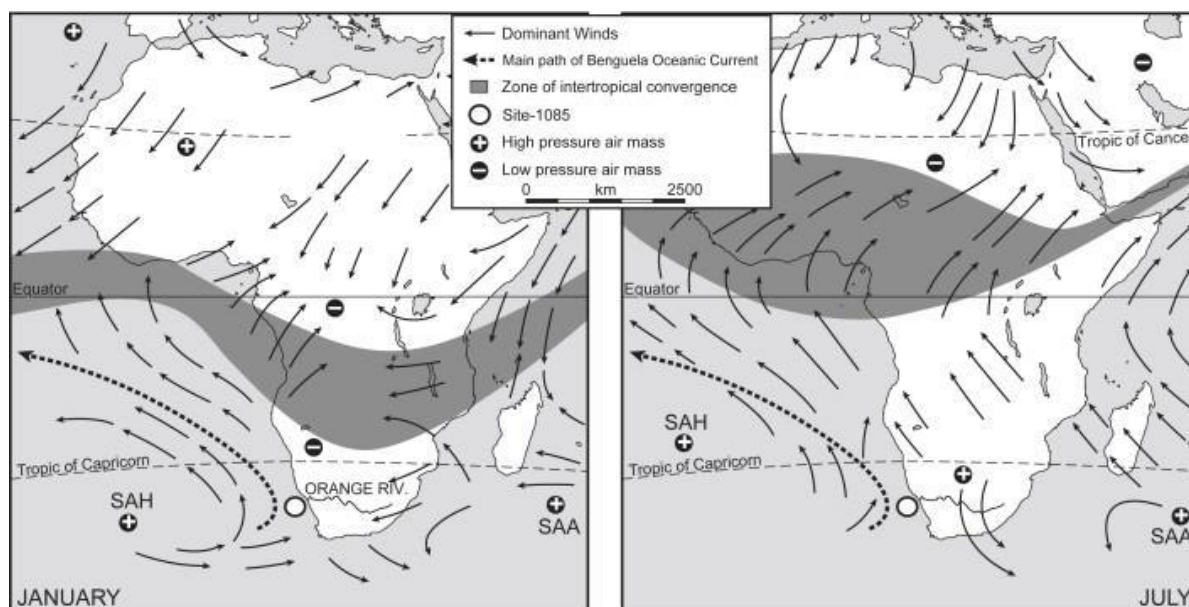 Dominant Winds
Main path of Benguela Oceanic Current
Zone of intertropical convergence
Site-1085
High pressure air mass
Low pressure air mass
0 km 2500
Equator
Tropic of Capricorn
SAH
ORANGE RIV.
SAA
JANUARY
Tropic of Cance
Equator
SAH
Tropic of Capricorn
SAA
JULY